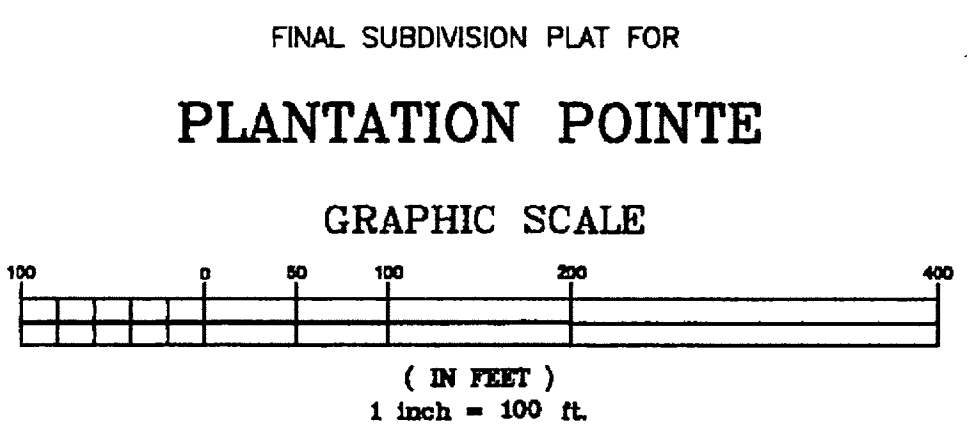 FINAL SUBDIVISION PLAT FOR
PLANTATION POINTE
GRAPHIC SCALE
100 0 50 100 200 400
( IN FEET )
1 inch = 100 ft.